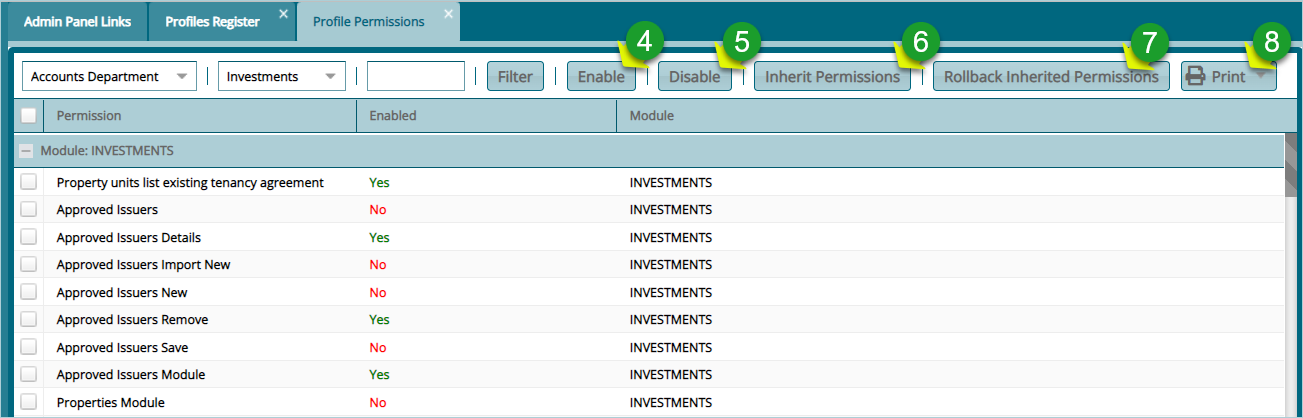 Admin Panel Links Profiles Register × Profile Permissions ×
4 5 6 7 8
Accounts Department Investments Filter Enable Disable Inherit Permissions Rollback Inherited Permissions Print
Permission Enabled Module
Module: INVESTMENTS
Property units list existing tenancy agreement Yes INVESTMENTS
Approved Issuers No INVESTMENTS
Approved Issuers Details Yes INVESTMENTS
Approved Issuers Import New No INVESTMENTS
Approved Issuers New No INVESTMENTS
Approved Issuers Remove Yes INVESTMENTS
Approved Issuers Save No INVESTMENTS
Approved Issuers Module Yes INVESTMENTS
Properties Module No INVESTMENTS